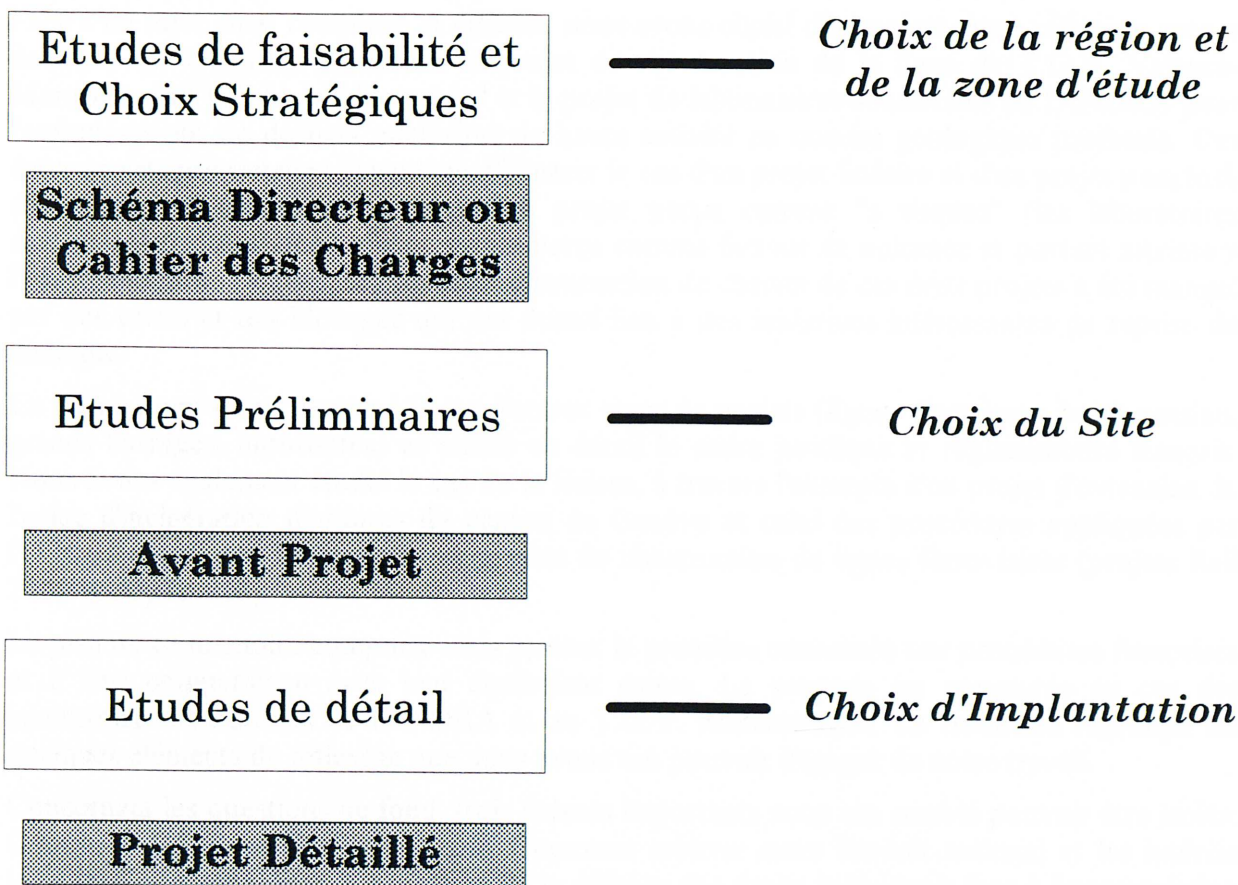 Etudes de faisabilité et
Choix Stratégiques
Choix de la région et
de la zone d'étude
Schéma Directeur ou
Cahier des Charges
Etudes Préliminaires
Choix du Site
Avant Projet
Etudes de détail
Choix d'Implantation
Projet Détaillé